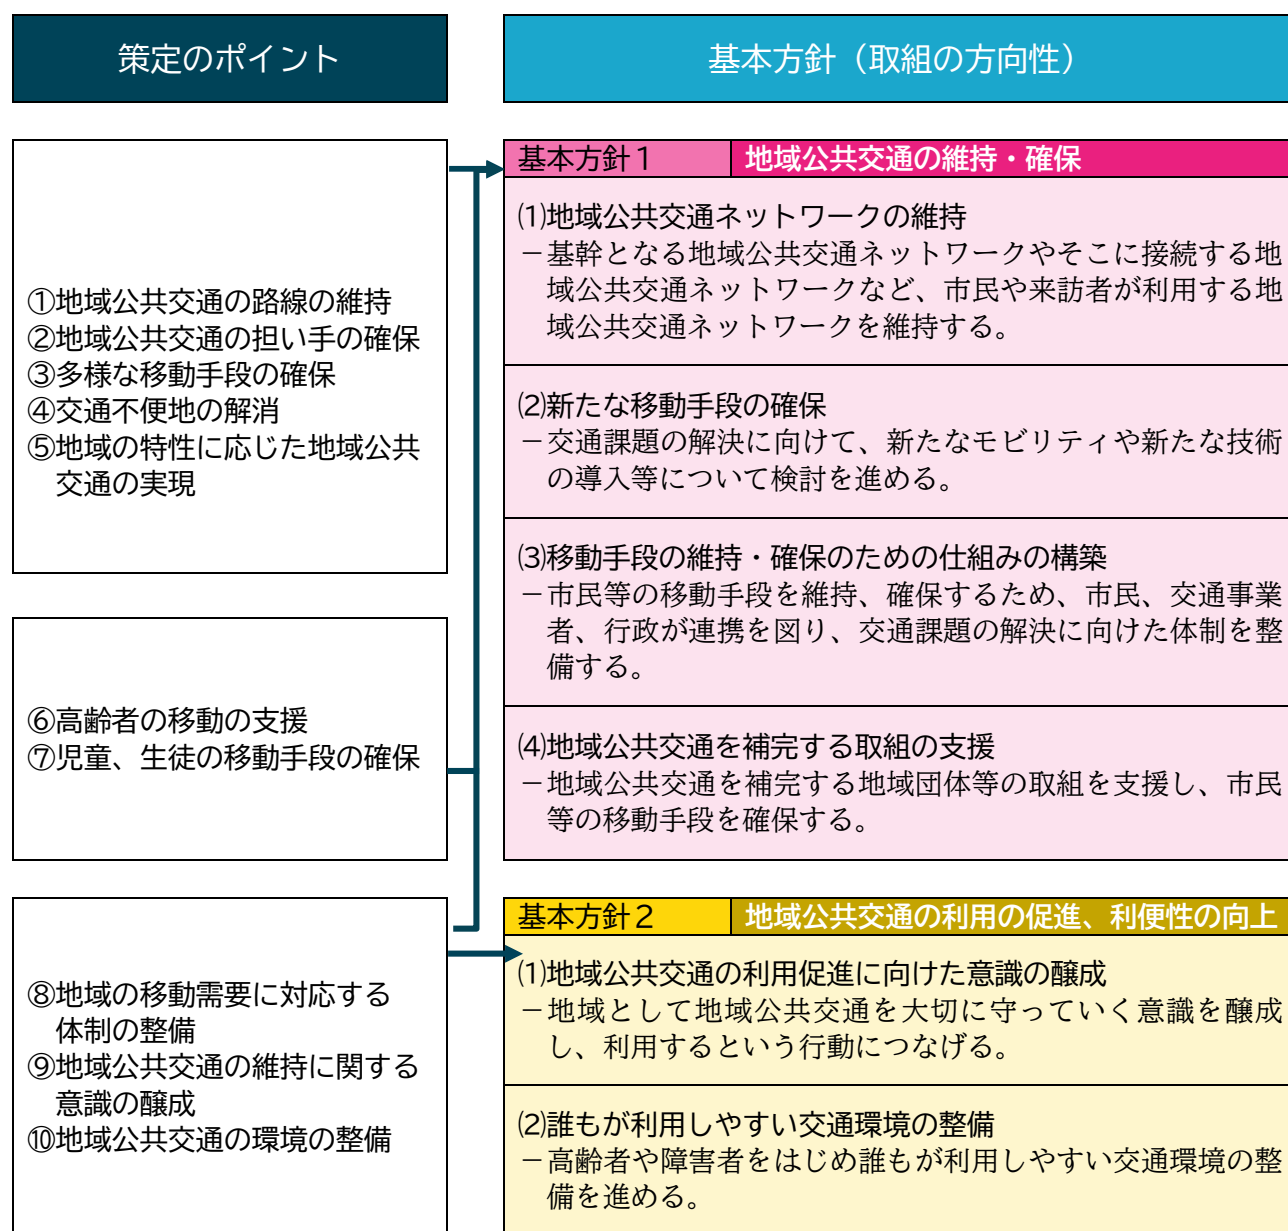 策定のポイント
基本方針（取組の方向性）
①地域公共交通の路線の維持
②地域公共交通の担い手の確保
③多様な移動手段の確保
④交通不便地の解消
⑤地域の特性に応じた地域公共
交通の実現
⑥高齢者の移動の支援
⑦児童、生徒の移動手段の確保
⑧地域の移動需要に対応する
体制の整備
⑨地域公共交通の維持に関する
意識の醸成
⑩地域公共交通の環境の整備
基本方針１ 地域公共交通の維持・確保
⑴地域公共交通ネットワークの維持
－基幹となる地域公共交通ネットワークやそこに接続する地
域公共交通ネットワークなど、市民や来訪者が利用する地
域公共交通ネットワークを維持する。
⑵新たな移動手段の確保
－交通課題の解決に向けて、新たなモビリティや新たな技術
の導入等について検討を進める。
⑶移動手段の維持・確保のための仕組みの構築
－市民等の移動手段を維持、確保するため、市民、交通事業
者、行政が連携を図り、交通課題の解決に向けた体制を整
備する。
⑷地域公共交通を補完する取組の支援
－地域公共交通を補完する地域団体等の取組を支援し、市民
等の移動手段を確保する。
基本方針２ 地域公共交通の利用の促進、利便性の向上
⑴地域公共交通の利用促進に向けた意識の醸成
－地域として地域公共交通を大切に守っていく意識を醸成
し、利用するという行動につなげる。
⑵誰もが利用しやすい交通環境の整備
－高齢者や障害者をはじめ誰もが利用しやすい交通環境の整
備を進める。